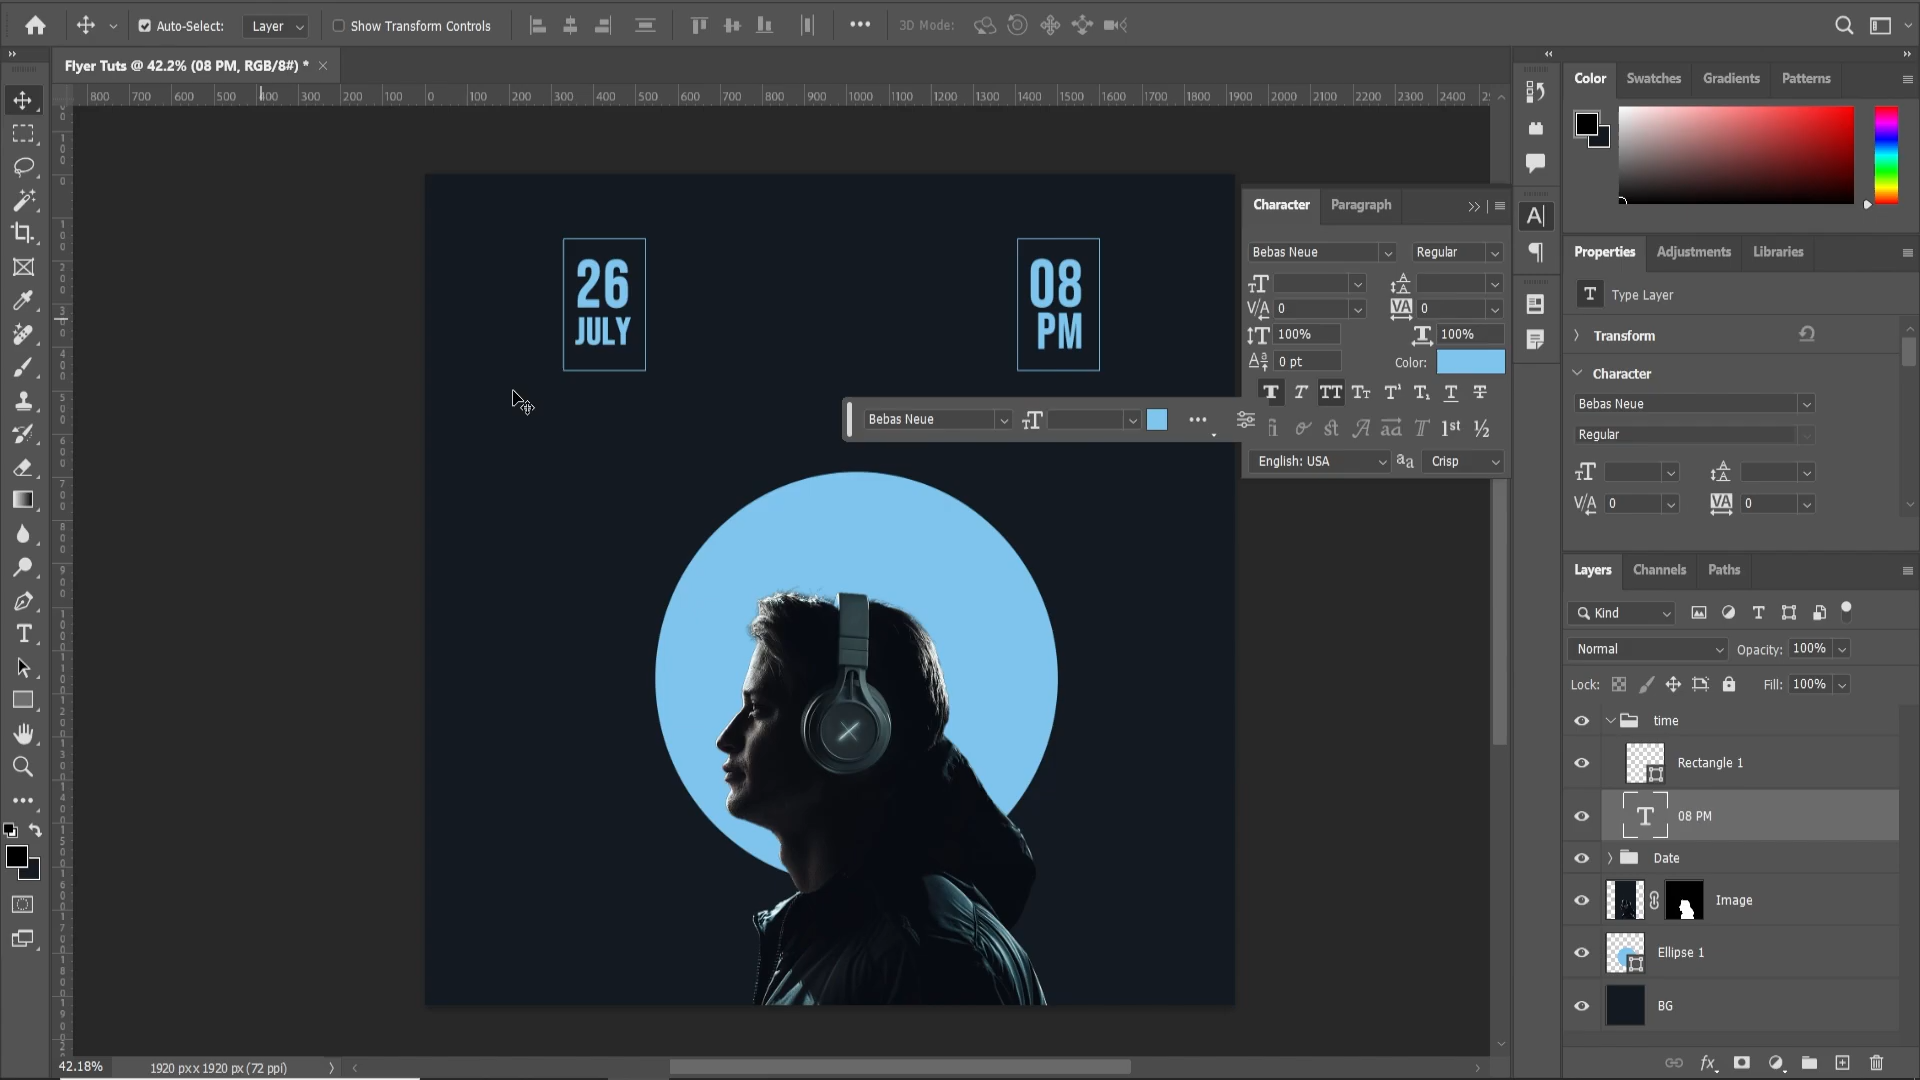 Auto-Select:
Layer
Show Transform Controls
3D Mode:
Flyer Tuts @ 42.2% (08 PM, RGB/8#) *
800 700 600 500 400 300 200 100 0 100 200 300 400 500 600 700 800 900 1000 1100 1200 1300 1400 1500 1600 1700 1800 1900 2000 2100 2200 2300 2400
26
JULY
08
PM
Bebas Neue
Character
Paragraph
Bebas Neue
Regular
0
0
100%
100%
0 pt
Color:
English: USA
Crisp
Color
Swatches
Gradients
Patterns
Properties
Adjustments
Libraries
Type Layer
Transform
Character
Bebas Neue
Regular
0
0
Layers
Channels
Paths
Kind
Normal
Opacity:
100%
Lock:
Fill:
100%
time
Rectangle 1
08 PM
Date
Image
Ellipse 1
BG
42.18%
1920 px x 1920 px (72 ppi)